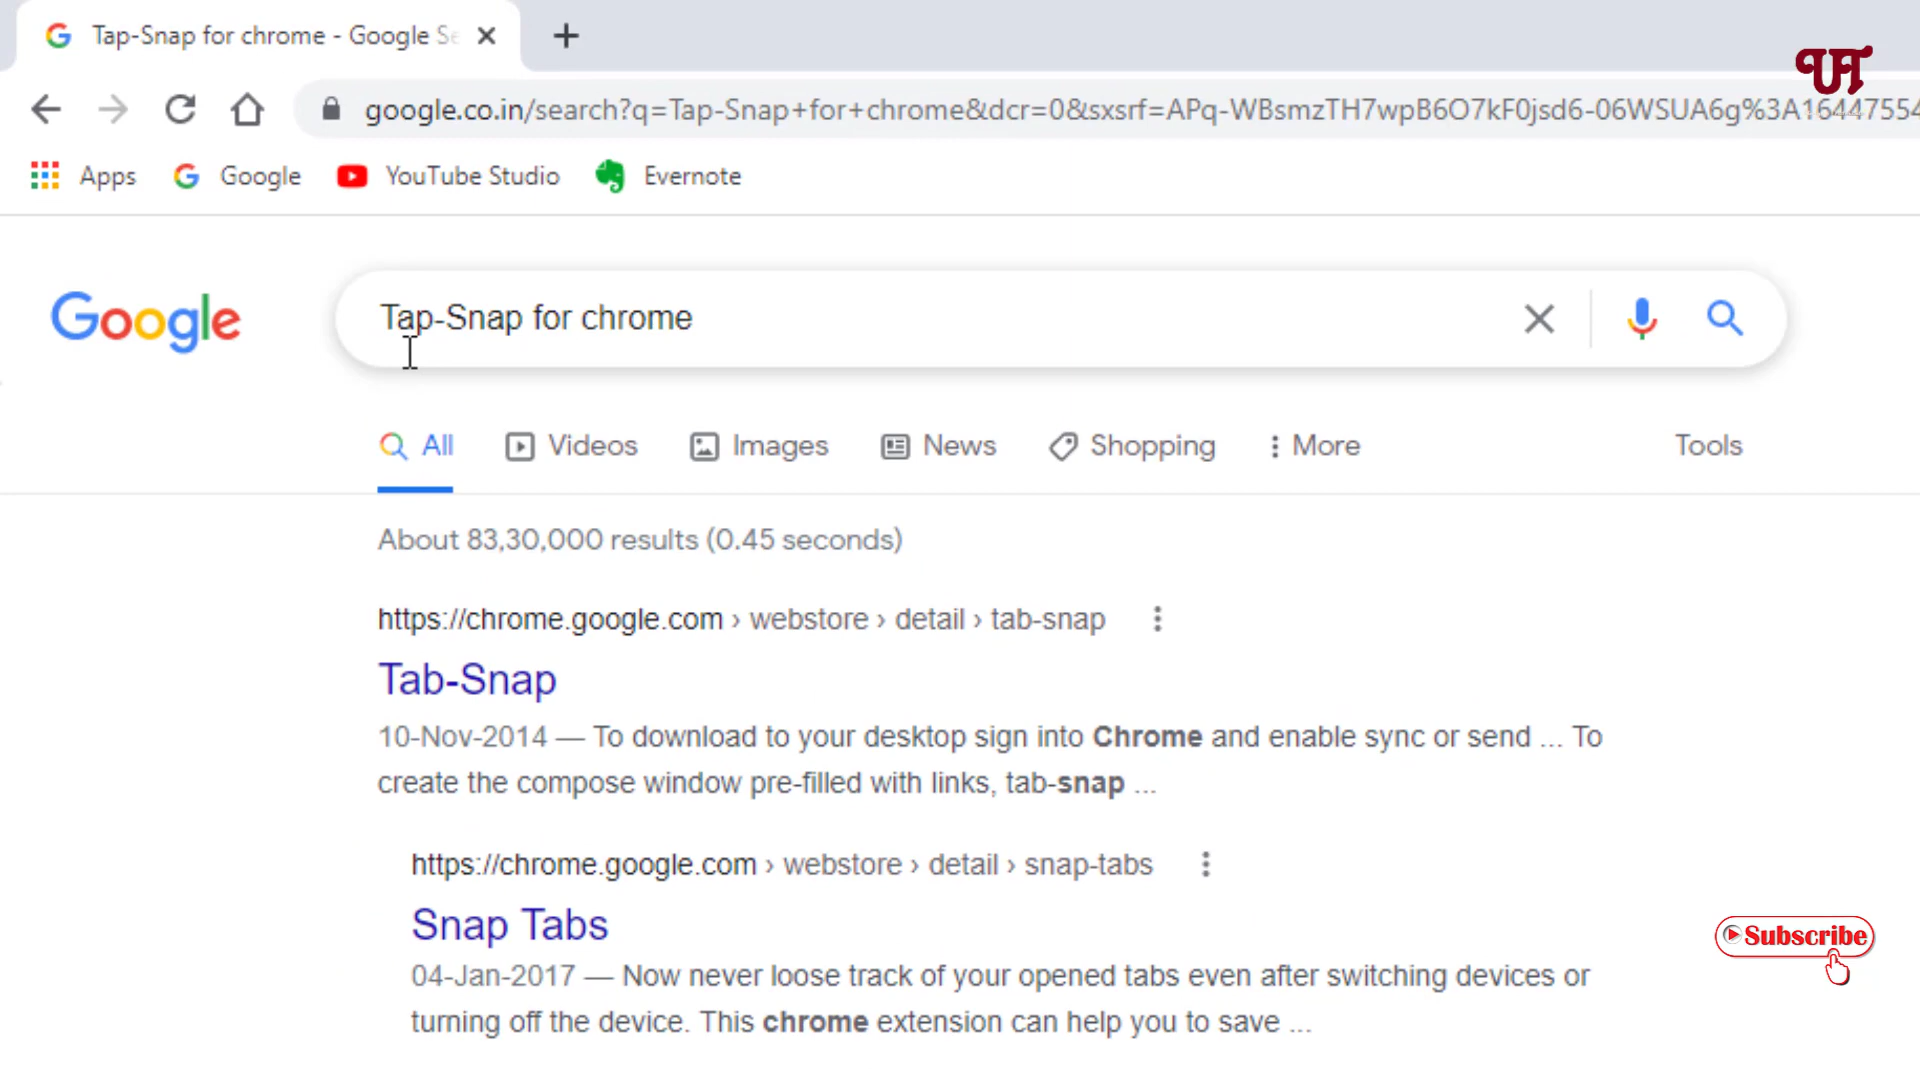 Tap-Snap for chrome - Google Se
google.co.in/search?q=Tap-Snap+for+chrome&dcr=0&sxsrf=APq-WBsmzTH7wpB6O7kF0jsd6-06WSUA6g%3A16447554
UA
Apps Google YouTube Studio Evernote
Google Tap-Snap for chrome
All Videos Images News Shopping More Tools
About 83,30,000 results (0.45 seconds)
https://chrome.google.com › webstore › detail › tab-snap
Tab-Snap
10-Nov-2014 — To download to your desktop sign into Chrome and enable sync or send ... To
create the compose window pre-filled with links, tab-snap ...
https://chrome.google.com › webstore › detail › snap-tabs
Snap Tabs
04-Jan-2017 — Now never loose track of your opened tabs even after switching devices or
turning off the device. This chrome extension can help you to save ...
Subscribe